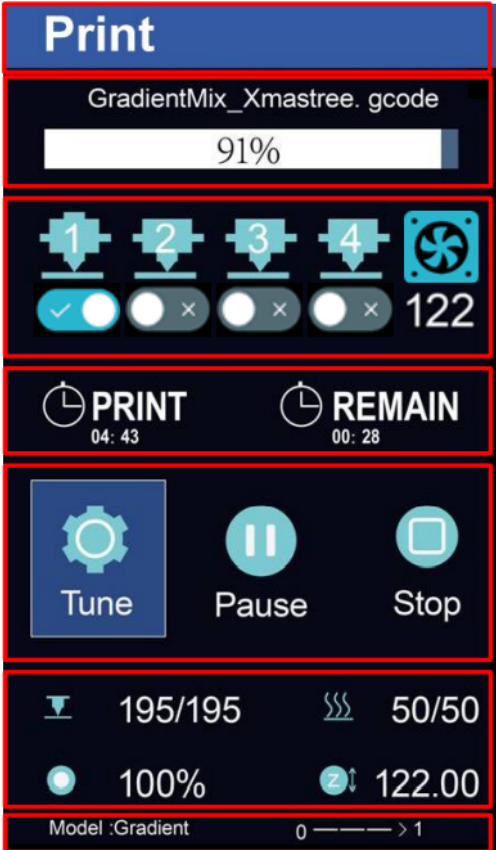 Print
GradientMix_Xmastree. gcode
91%
1 2 3 4
122
PRINT REMAIN
04: 43 00: 28
Tune Pause Stop
195/195 50/50
100% Z 122.00
Model :Gradient 0 ———> 1